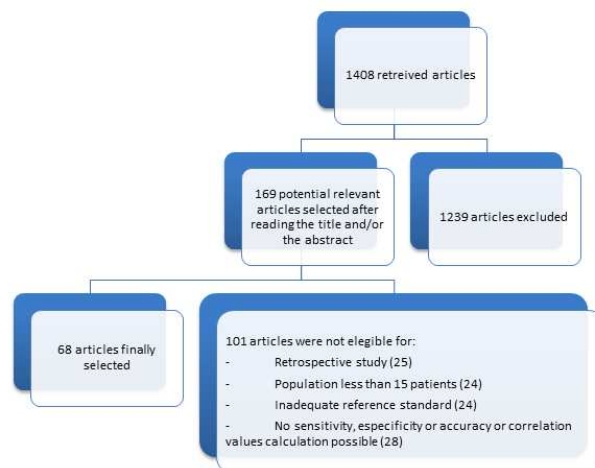 1408 retreived articles
169 potential relevant
articles selected after
reading the title and/or
the abstract
1239 articles excluded
68 articles finally
selected
101 articles were not elegible for:
- Retrospective study (25)
- Population less than 15 patients (24)
- Inadequate reference standard (24)
- No sensitivity, especificity or accuracy or correlation
values calculation possible (28)